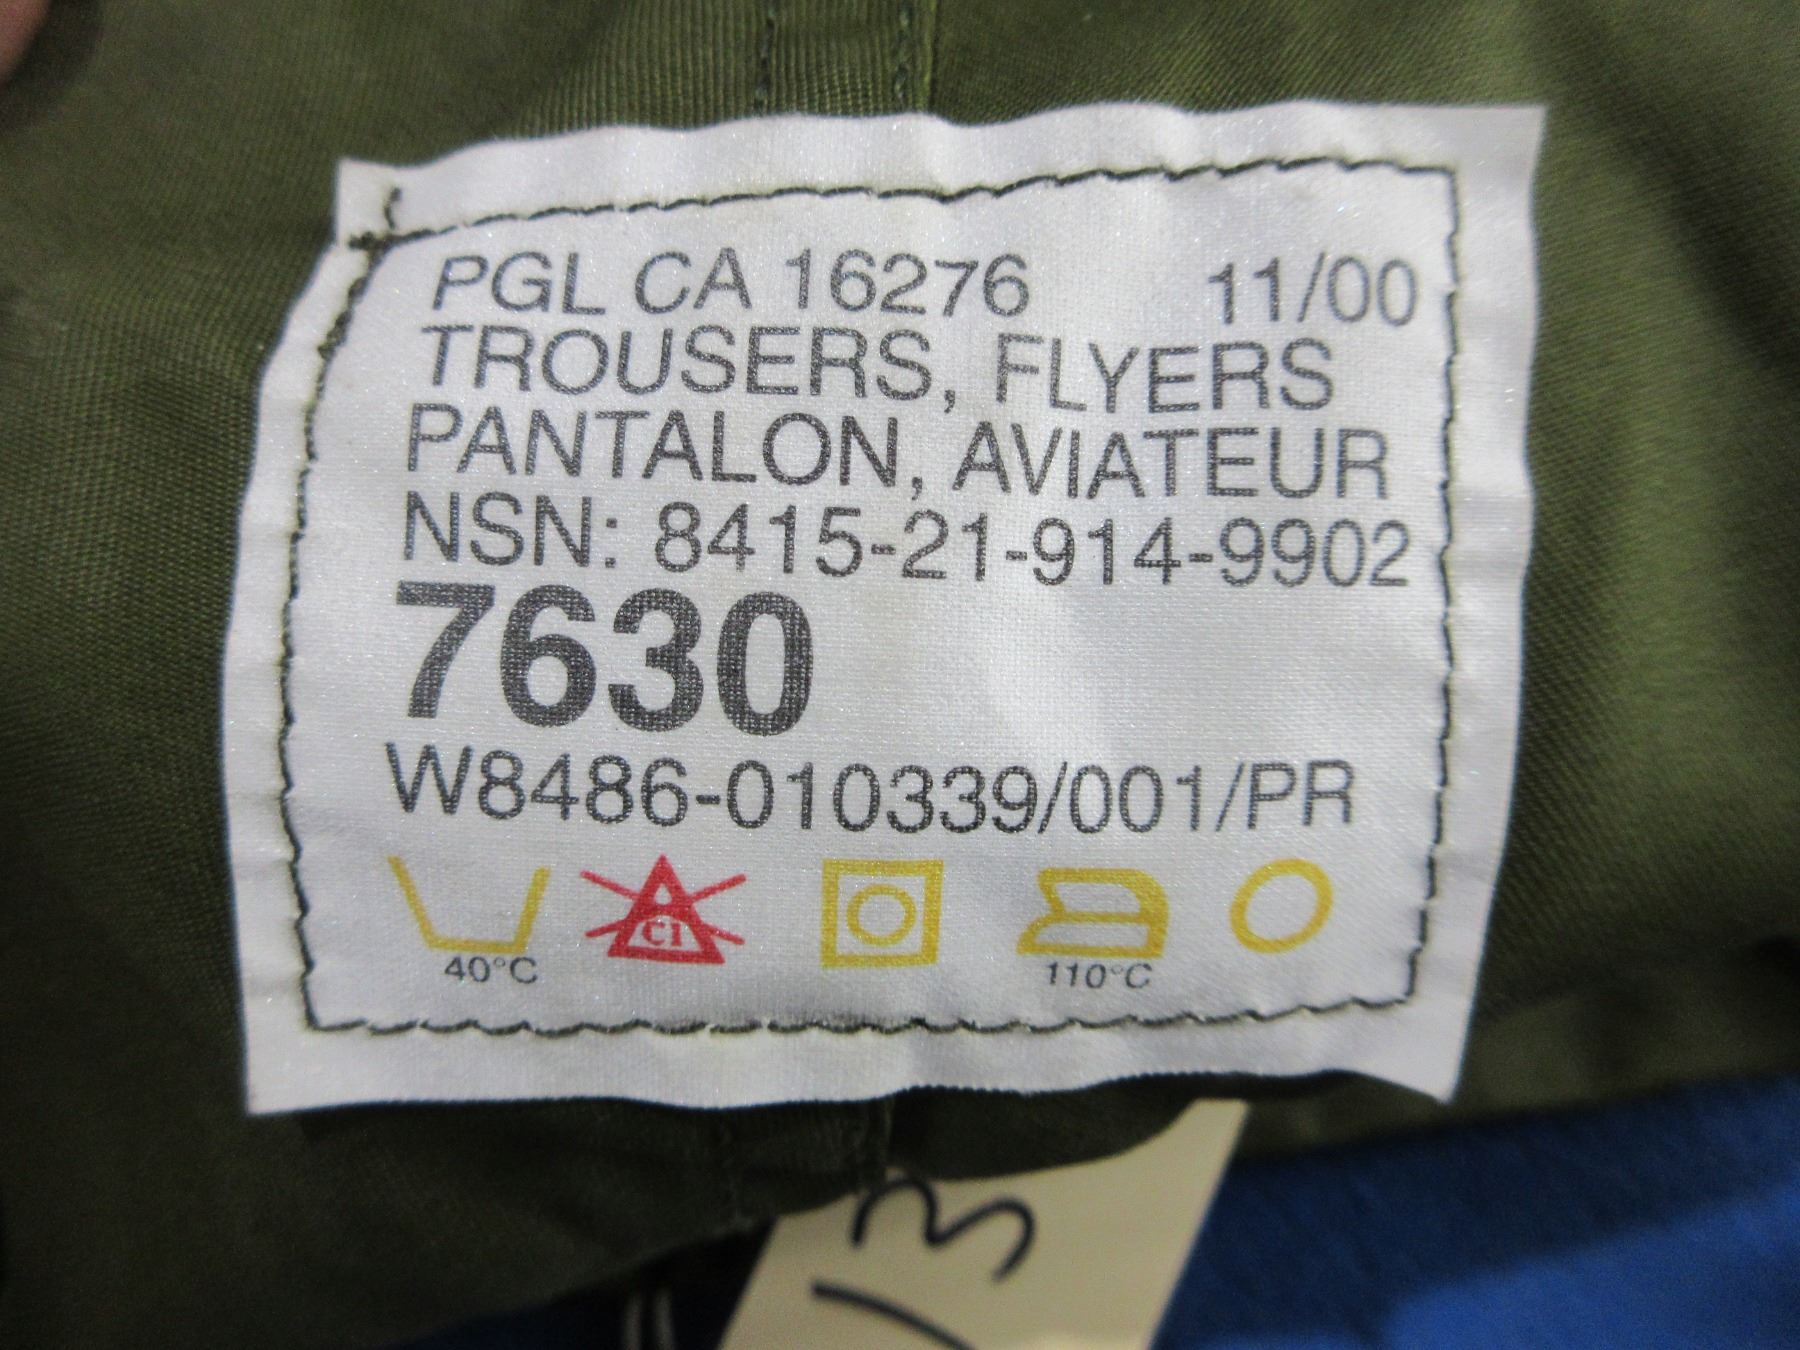 PGL CA 16276 11/00
TROUSERS, FLYERS
PANTALON, AVIATEUR
NSN: 8415-21-914-9902
7630
W8486-010339/001/PR
Cl
40°C 110°C
13